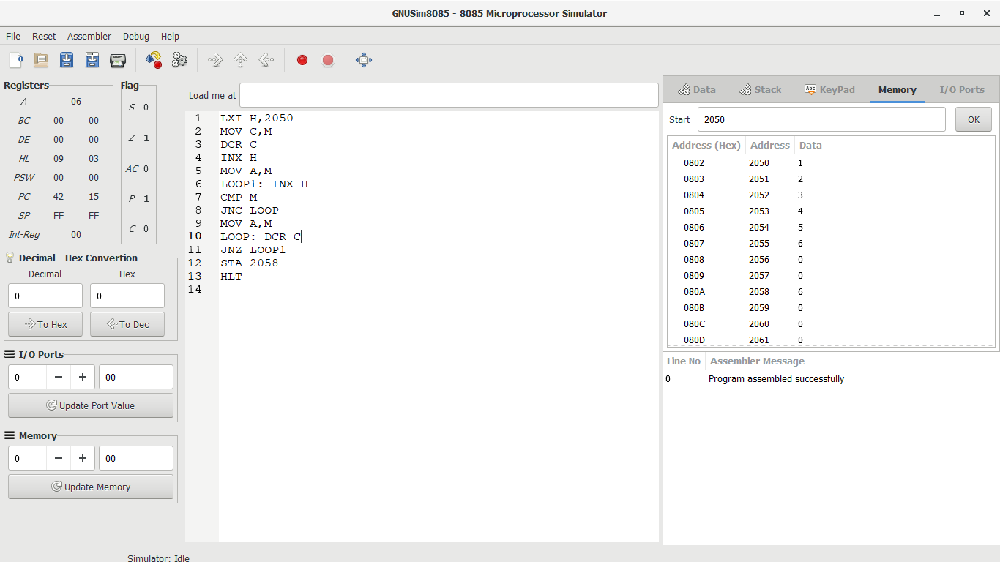 GNUSim8085 - 8085 Microprocessor Simulator
File Reset Assembler Debug Help
Registers
A 06
BC 00 00
DE 00 00
HL 09 03
PSW 00 00
PC 42 15
SP FF FF
Int-Reg 00
Flag
S 0
Z 1
AC 0
P 1
C 0
Decimal - Hex Convertion
Decimal Hex
0 0
To Hex To Dec
I/O Ports
0 − + 00
Update Port Value
Memory
0 − + 00
Update Memory
Load me at
1 LXI H,2050
2 MOV C,M
3 DCR C
4 INX H
5 MOV A,M
6 LOOP1: INX H
7 CMP M
8 JNC LOOP
9 MOV A,M
10 LOOP: DCR C
11 JNZ LOOP1
12 STA 2058
13 HLT
14
Data Stack Abc KeyPad Memory I/O Ports
Start 2050 OK
Address (Hex) Address Data
0802 2050 1
0803 2051 2
0804 2052 3
0805 2053 4
0806 2054 5
0807 2055 6
0808 2056 0
0809 2057 0
080A 2058 6
080B 2059 0
080C 2060 0
080D 2061 0
Line No Assembler Message
0 Program assembled successfully
Simulator: Idle